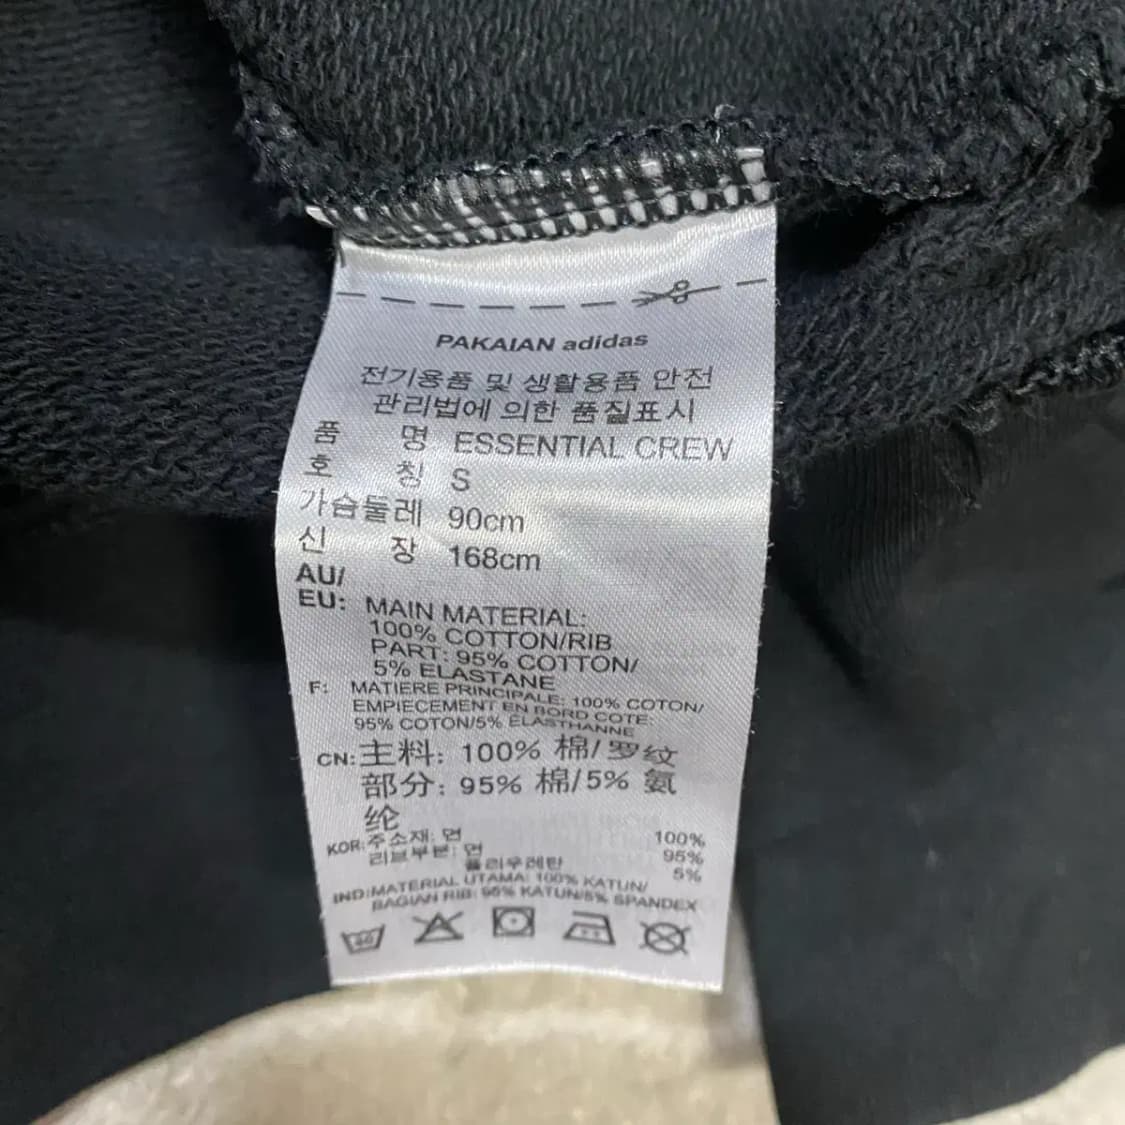 PAKAIAN adidas
전기용품 및 생활용품 안전
관리법에 의한 품질표시
품 명 ESSENTIAL CREW
호 칭 S
가슴둘레 90cm
신 장 168cm
AU/
EU: MAIN MATERIAL:
100% COTTON/RIB
PART: 95% COTTON/
5% ELASTANE
F: MATIERE PRINCIPALE: 100% COTON/
EMPIECEMENT EN BORD COTE:
95% COTON/5% ÉLASTHANNE
CN: 主料: 100% 棉/罗纹
部分: 95% 棉/5% 氨
纶
KOR: 주소재: 면 100%
리브부분: 면 95%
폴리우레탄 5%
IND: MATERIAL UTAMA: 100% KATUN/
BAGIAN RIB: 95% KATUN/5% SPANDEX
40